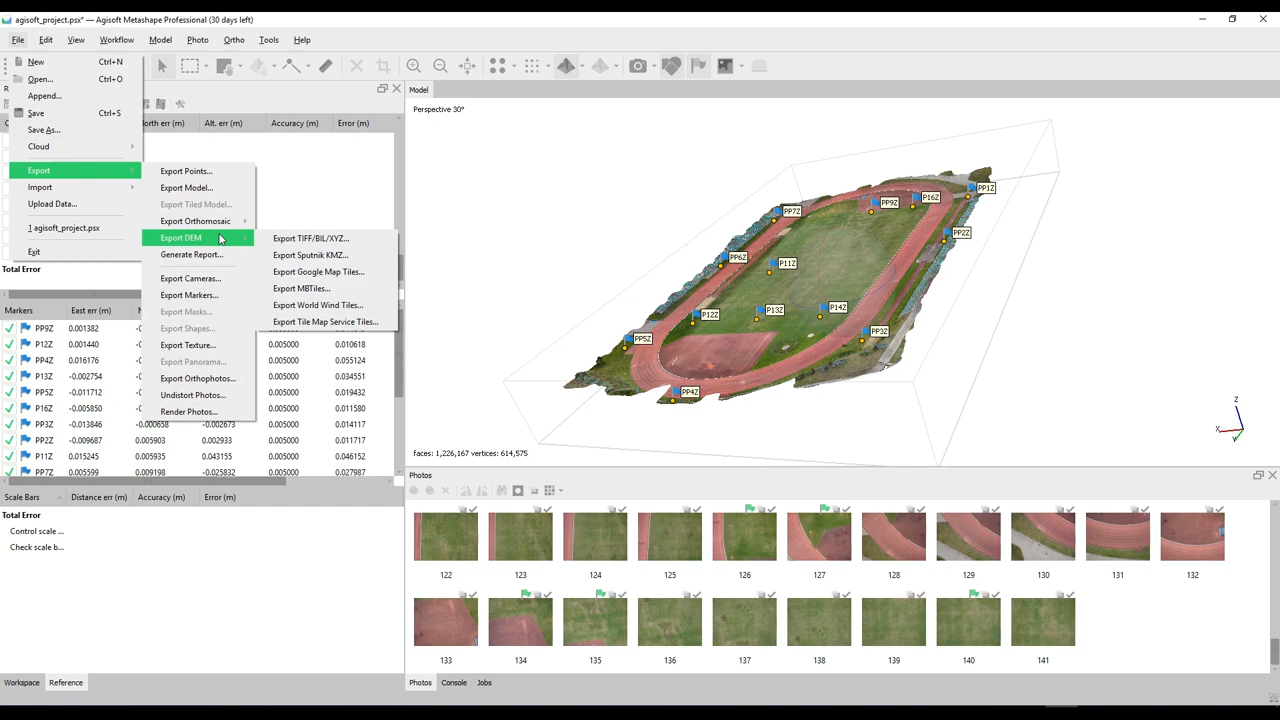 agisoft_project.psx* — Agisoft Metashape Professional (30 days left)
File Edit View Workflow Model Photo Ortho Tools Help
New Ctrl+N
Open...
Append...
Save Ctrl+S
Save As...
Cloud
Export
Import
Upload Data...
1 agisoft_project.psx
Exit
Export Points...
Export Model...
Export Tiled Model...
Export Orthomosaic
Export DEM
Generate Report...
Export Cameras...
Export Markers...
Export Masks...
Export Shapes...
Export Texture...
Export Panorama...
Export Orthophotos...
Undistort Photos...
Render Photos...
Export TIFF/BIL/XYZ...
Export Sputnik KMZ...
Export Google Map Tiles...
Export MBTiles...
Export World Wind Tiles...
Export Tile Map Service Tiles...
Alt. err (m) Accuracy (m) Error (m)
Total Error
Markers East err (m)
PP9Z 0.001382
P12Z 0.001440 0.005000 0.010618
PP4Z 0.016176 0.005000 0.055124
P13Z -0.002754 0.005000 0.034551
PP5Z -0.011712 0.005000 0.042392
P16Z -0.005850 0.005000 0.011580
PP3Z -0.013846 -0.000658 -0.002673 0.005000 0.014117
PP2Z -0.009687 0.005903 0.002933 0.005000 0.011717
P11Z 0.015245 0.005935 0.043155 0.005000 0.046152
PP7Z 0.005599 0.009198 -0.025832 0.005000 0.027987
Scale Bars Distance err (m) Accuracy (m) Error (m)
Total Error
Control scale ...
Check scale b...
Workspace Reference
Model
Perspective 30°
PP1Z
P16Z
PP9Z
PP7Z
PP2Z
PP6Z
P11Z
P14Z
P13Z
P12Z
PP3Z
PP5Z
PP4Z
Z
X
Y
faces: 1,226,167 vertices: 614,575
Photos
122 123 124 125 126 127 128 129 130 131 132
133 134 135 136 137 138 139 140 141
Photos Console Jobs